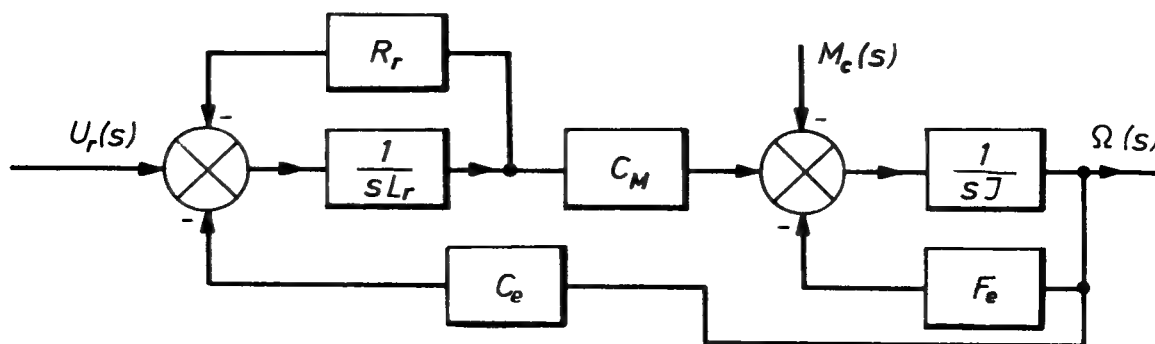 R_r
M_c(s)
U_r(s)
-
-
Ω(s)
1
sL_r
C_M
1
sJ
-
-
C_e
F_e